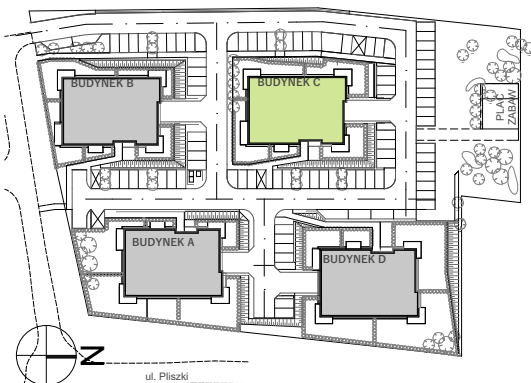 BUDYNEK B
BUDYNEK C
PLAC
ZABAW
BUDYNEK A
BUDYNEK D
N
ul. Pliszki